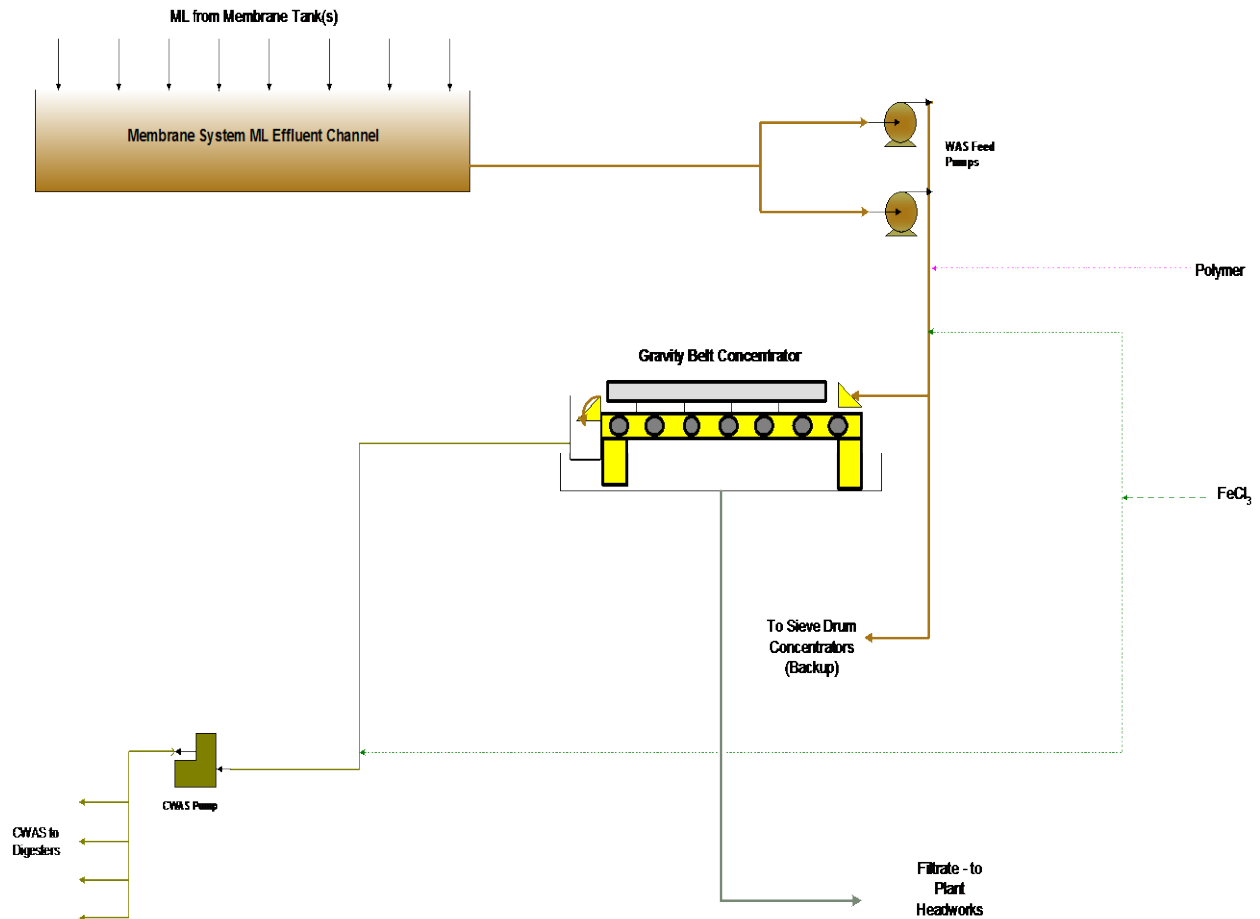 ML from Membrane Tank(s)
Membrane System ML Effluent Channel
WAS Feed
Pumps
Polymer
Gravity Belt Concentrator
FeCl₃
To Sieve Drum
Concentrators
(Backup)
CWAS Pump
CWAS to
Digesters
Filtrate - to
Plant
Headworks